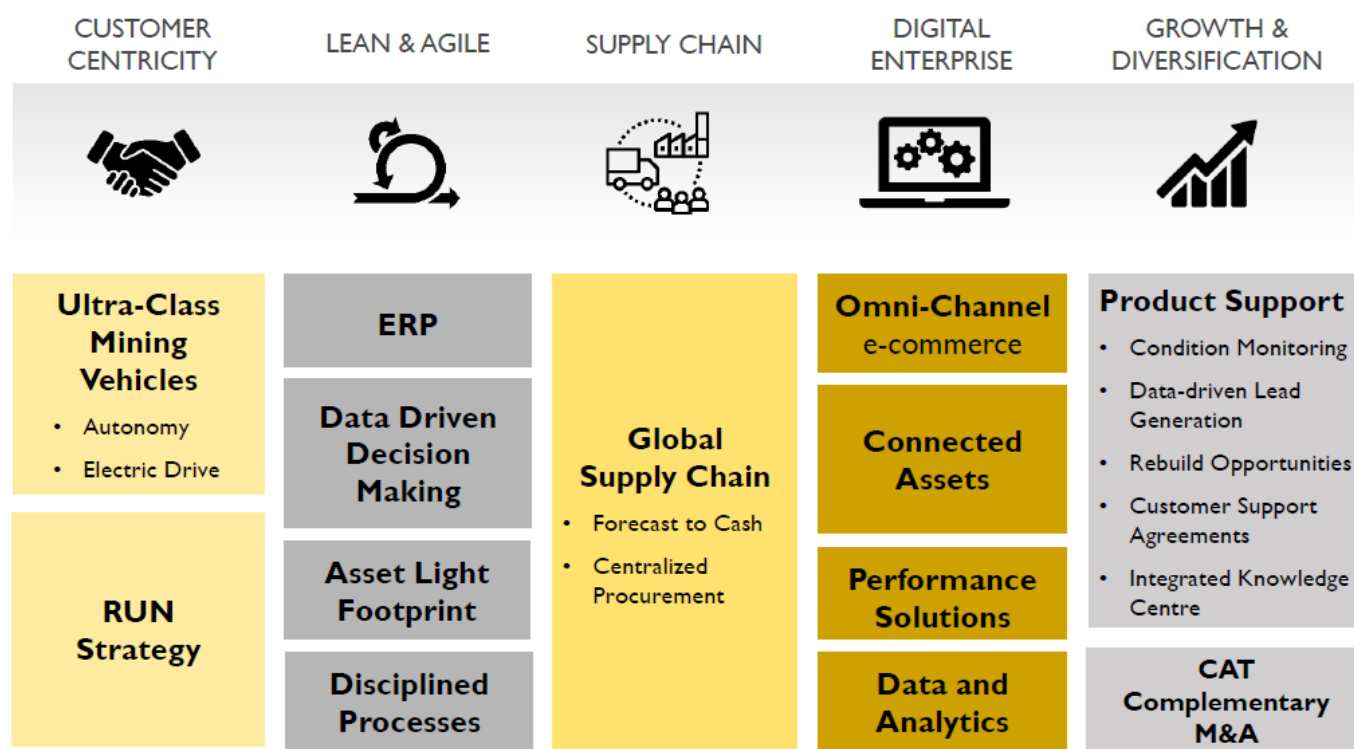 CUSTOMER
CENTRICITY
LEAN & AGILE
SUPPLY CHAIN
DIGITAL
ENTERPRISE
GROWTH &
DIVERSIFICATION
Ultra-Class
Mining
Vehicles
• Autonomy
• Electric Drive
RUN
Strategy
ERP
Data Driven
Decision
Making
Asset Light
Footprint
Disciplined
Processes
Global
Supply Chain
• Forecast to Cash
• Centralized
Procurement
Omni-Channel
e-commerce
Connected
Assets
Performance
Solutions
Data and
Analytics
Product Support
• Condition Monitoring
• Data-driven Lead
Generation
• Rebuild Opportunities
• Customer Support
Agreements
• Integrated Knowledge
Centre
CAT
Complementary
M&A